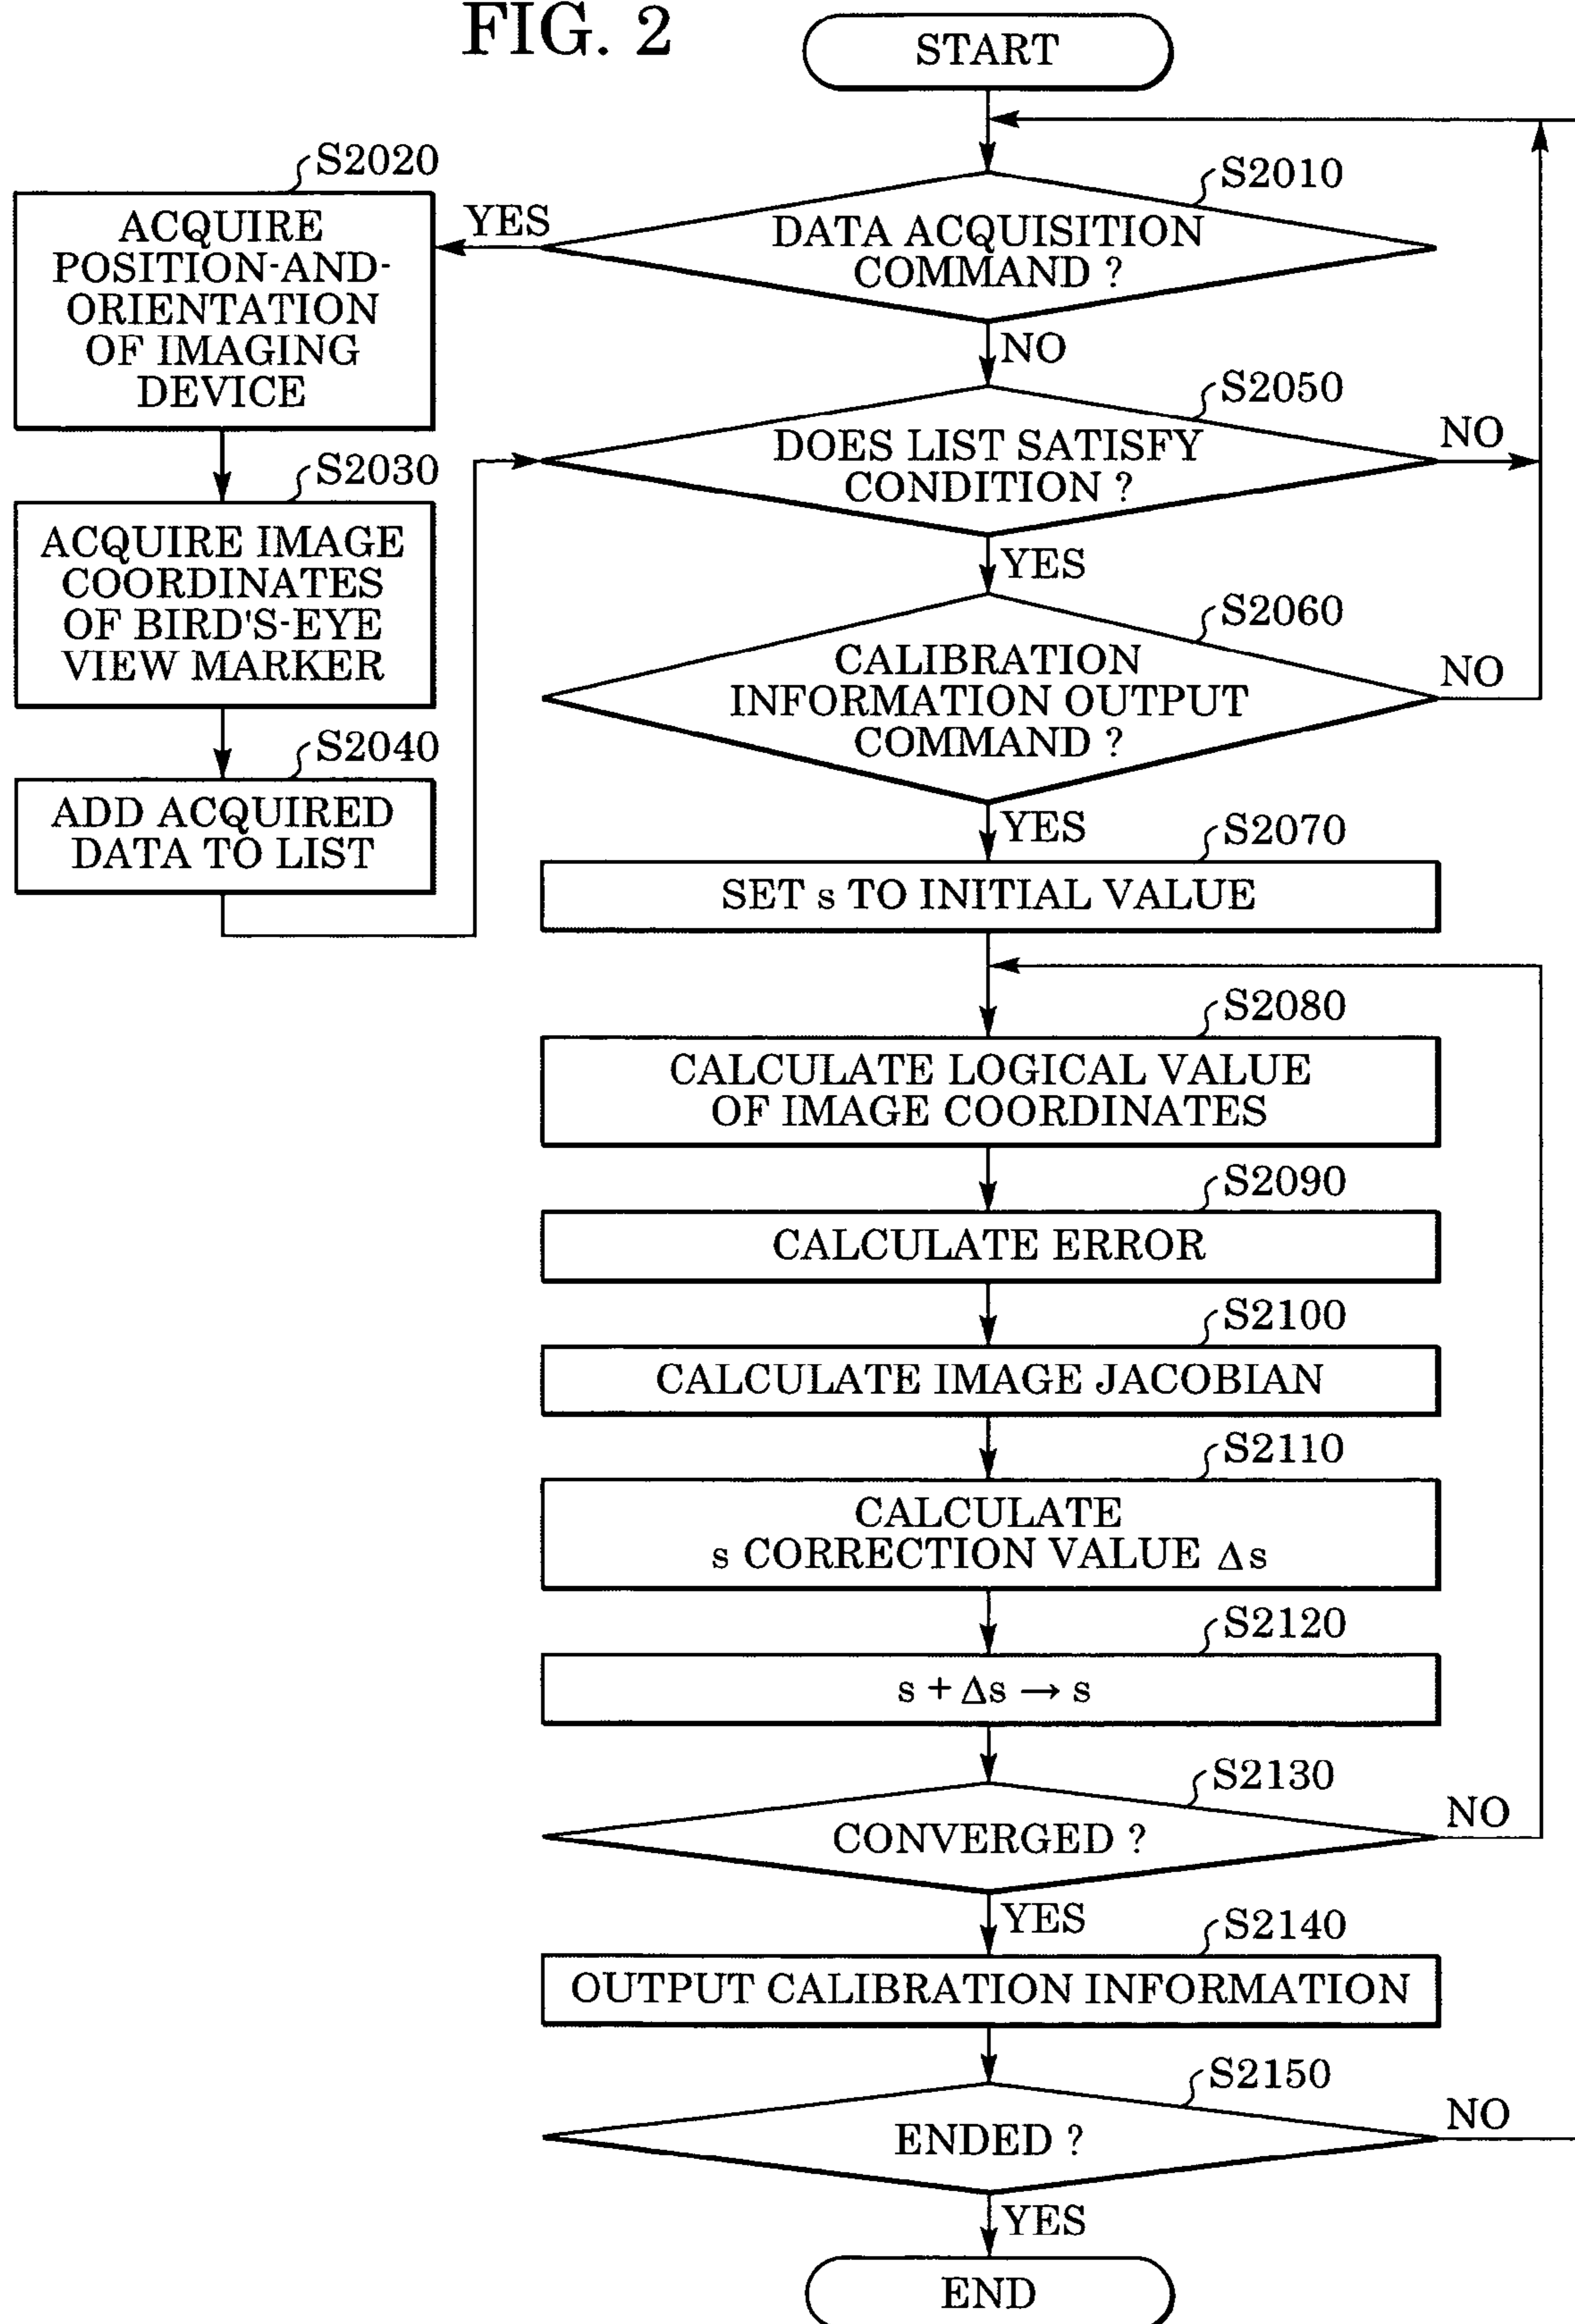 FIG. 2
START
S2010
DATA ACQUISITION
COMMAND ?
YES
NO
S2020
ACQUIRE
POSITION-AND-
ORIENTATION
OF IMAGING
DEVICE
S2030
ACQUIRE IMAGE
COORDINATES
OF BIRD'S-EYE
VIEW MARKER
S2040
ADD ACQUIRED
DATA TO LIST
S2050
DOES LIST SATISFY
CONDITION ?
NO
YES
S2060
CALIBRATION
INFORMATION OUTPUT
COMMAND ?
NO
YES
S2070
SET s TO INITIAL VALUE
S2080
CALCULATE LOGICAL VALUE
OF IMAGE COORDINATES
S2090
CALCULATE ERROR
S2100
CALCULATE IMAGE JACOBIAN
S2110
CALCULATE
s CORRECTION VALUE Δs
S2120
s + Δs → s
S2130
CONVERGED ?
NO
YES
S2140
OUTPUT CALIBRATION INFORMATION
S2150
ENDED ?
NO
YES
END